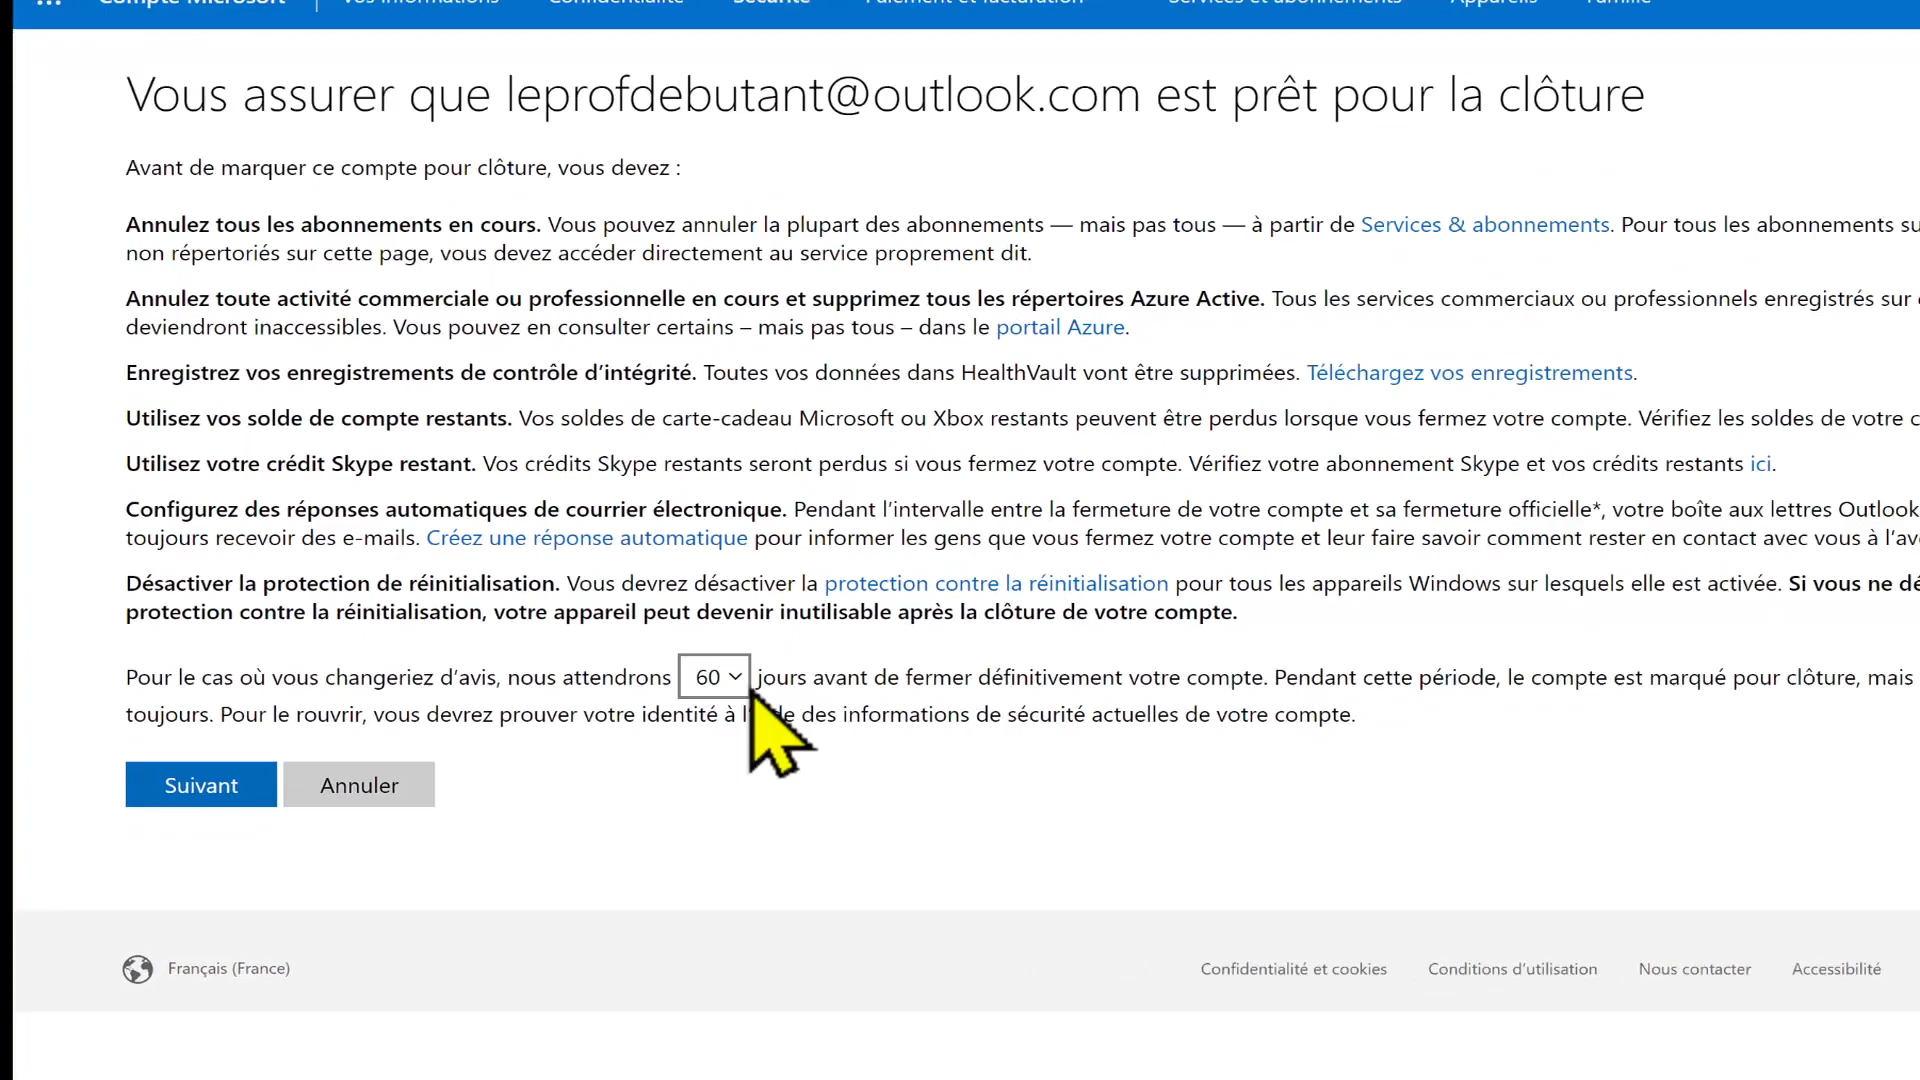 Compte Microsoft Vos informations Confidentialité Sécurité Paiement et facturation Services et abonnements Appareils Famille
Vous assurer que leprofdebutant@outlook.com est prêt pour la clôture
Avant de marquer ce compte pour clôture, vous devez :
Annulez tous les abonnements en cours. Vous pouvez annuler la plupart des abonnements — mais pas tous — à partir de Services & abonnements. Pour tous les abonnements su
non répertoriés sur cette page, vous devez accéder directement au service proprement dit.
Annulez toute activité commerciale ou professionnelle en cours et supprimez tous les répertoires Azure Active. Tous les services commerciaux ou professionnels enregistrés sur
deviendront inaccessibles. Vous pouvez en consulter certains – mais pas tous – dans le portail Azure.
Enregistrez vos enregistrements de contrôle d’intégrité. Toutes vos données dans HealthVault vont être supprimées. Téléchargez vos enregistrements.
Utilisez vos solde de compte restants. Vos soldes de carte-cadeau Microsoft ou Xbox restants peuvent être perdus lorsque vous fermez votre compte. Vérifiez les soldes de votre c
Utilisez votre crédit Skype restant. Vos crédits Skype restants seront perdus si vous fermez votre compte. Vérifiez votre abonnement Skype et vos crédits restants ici.
Configurez des réponses automatiques de courrier électronique. Pendant l’intervalle entre la fermeture de votre compte et sa fermeture officielle*, votre boîte aux lettres Outlook
toujours recevoir des e-mails. Créez une réponse automatique pour informer les gens que vous fermez votre compte et leur faire savoir comment rester en contact avec vous à l’av
Désactiver la protection de réinitialisation. Vous devrez désactiver la protection contre la réinitialisation pour tous les appareils Windows sur lesquels elle est activée. Si vous ne dé
protection contre la réinitialisation, votre appareil peut devenir inutilisable après la clôture de votre compte.
Pour le cas où vous changeriez d’avis, nous attendrons 60 jours avant de fermer définitivement votre compte. Pendant cette période, le compte est marqué pour clôture, mais
toujours. Pour le rouvrir, vous devrez prouver votre identité à des informations de sécurité actuelles de votre compte.
Suivant Annuler
Français (France) Confidentialité et cookies Conditions d’utilisation Nous contacter Accessibilité